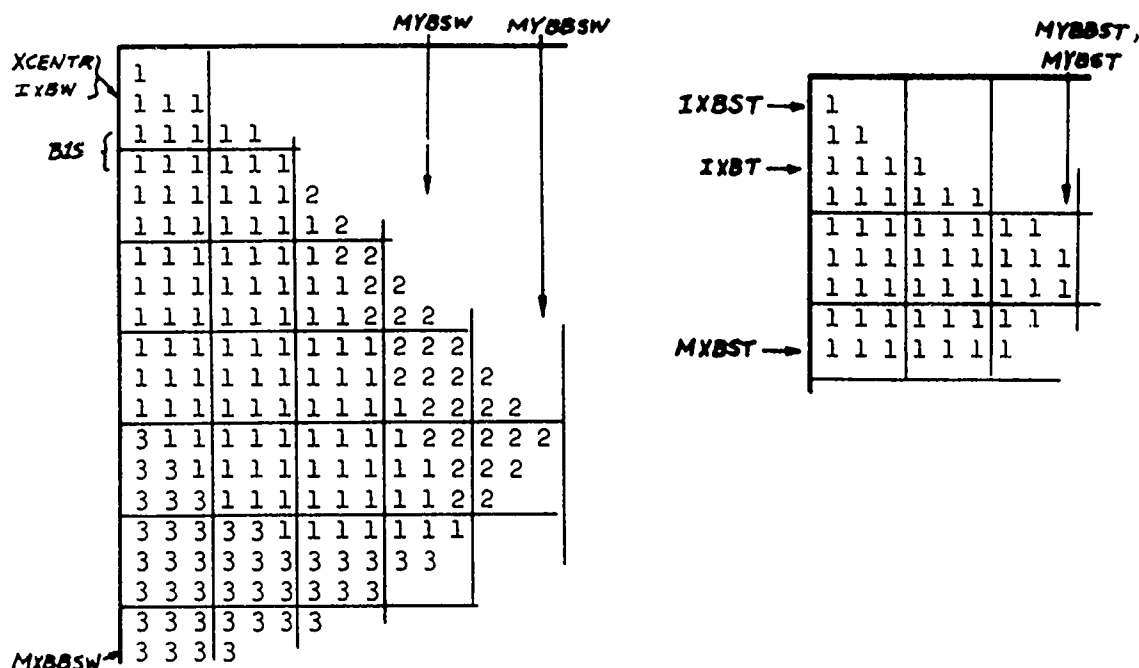 MYBSW MYBBSW
XCENTR
IXBW
B1S
1
1 1 1
1 1 1 1 1
1 1 1 1 1 1
1 1 1 1 1 1 2
1 1 1 1 1 1 1 2
1 1 1 1 1 1 1 2 2
1 1 1 1 1 1 1 1 2 2
1 1 1 1 1 1 1 1 2 2 2
1 1 1 1 1 1 1 1 1 2 2 2
1 1 1 1 1 1 1 1 1 2 2 2 2
1 1 1 1 1 1 1 1 1 1 2 2 2 2
3 1 1 1 1 1 1 1 1 1 2 2 2 2 2
3 3 1 1 1 1 1 1 1 1 1 2 2 2
3 3 3 1 1 1 1 1 1 1 1 2 2
3 3 3 3 3 1 1 1 1 1 1 1
3 3 3 3 3 3 3 3 3 3 3
3 3 3 3 3 3 3 3 3
3 3 3 3 3 3 3
MXBBSW 3 3 3 3
MYBBST,
MYBST
IXBST 1
1 1
IXBT 1 1 1 1
1 1 1 1 1 1
1 1 1 1 1 1 1 1
1 1 1 1 1 1 1 1 1
1 1 1 1 1 1 1 1 1
1 1 1 1 1 1 1 1
MXBST 1 1 1 1 1 1 1